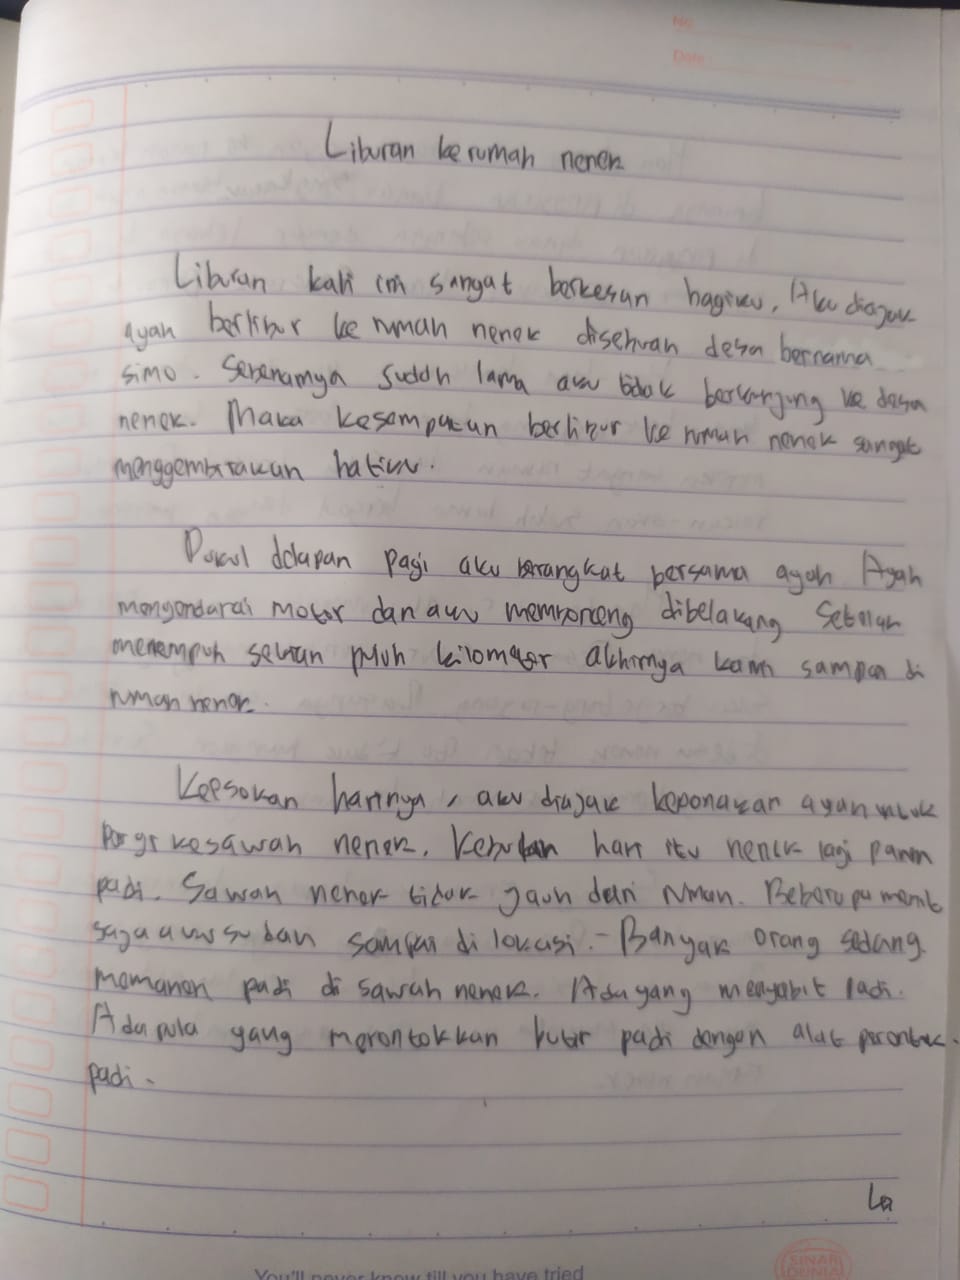 No
Date
Liburan ke rumah nenek
Liburan kali ini sangat berkesan bagiku. Aku diajak
ayah berlibur ke rumah nenek disebuah desa bernama
simo. Sebenarnya sudah lama aku tidak berkunjung ke desa
nenek. Maka kesempatan berlibur ke rumah nenek sangat
menggembirakan hatiku.
Pukul delapan pagi aku berangkat bersama ayah Ayah
mengendarai motor dan aku membonceng dibelakang Setelah
menempuh puluh kilometer akhirnya kami sampai di
rumah nenek.
Keesokan harinya, aku diajak keponakan ayah untuk
pergi kesawah nenek. Kebetulan hari itu nenek lagi panen
padi. Sawah nenek tidak jauh dari rumah. Beberapa menit
saja aku sudah sampai di lokasi. - Banyak orang sedang
memanen padi di sawah nenek. Ada yang menyabit padi.
Ada pula yang merontokkan butir padi dengan alat perontok
padi.
You'll never know till you have tried
SINAR
DUNIA